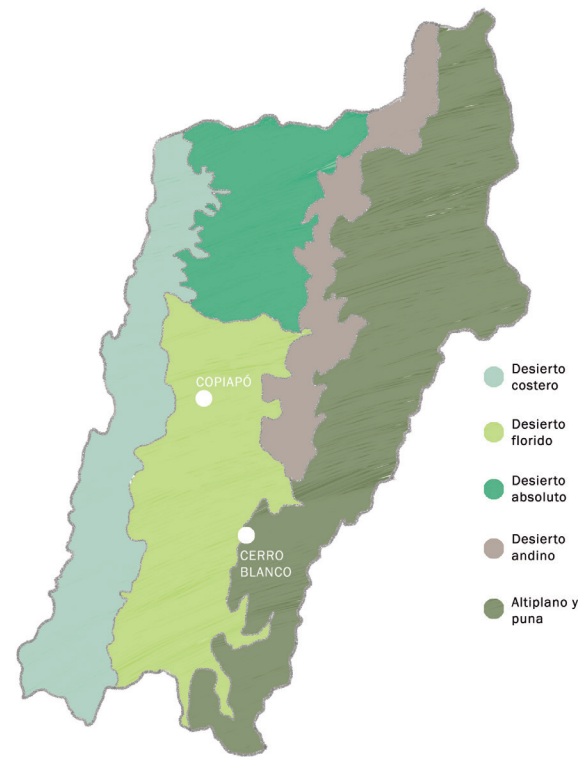 COPIAPÓ
CERRO
BLANCO
Desierto
costero
Desierto
florido
Desierto
absoluto
Desierto
andino
Altiplano y
puna